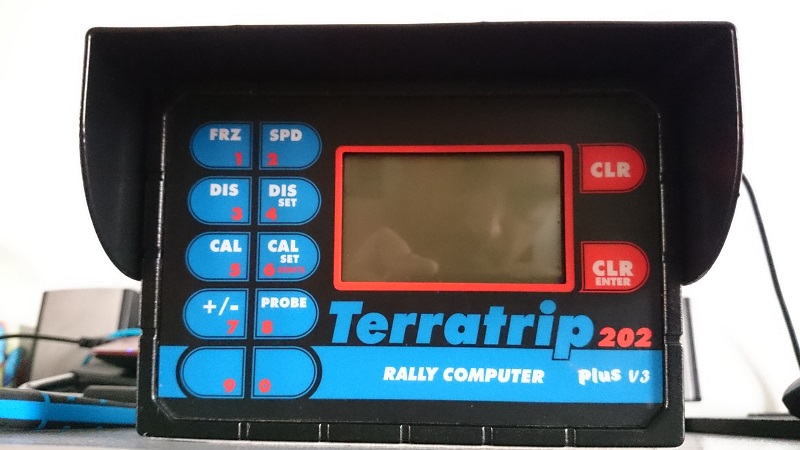 FRZ 1
SPD 2
DIS 3
DIS SET 4
CAL 5
CAL SET 6
+/- 7
PROBE 8
9
0
CLR
CLR
ENTER
Terratrip 202
RALLY COMPUTER plus V3